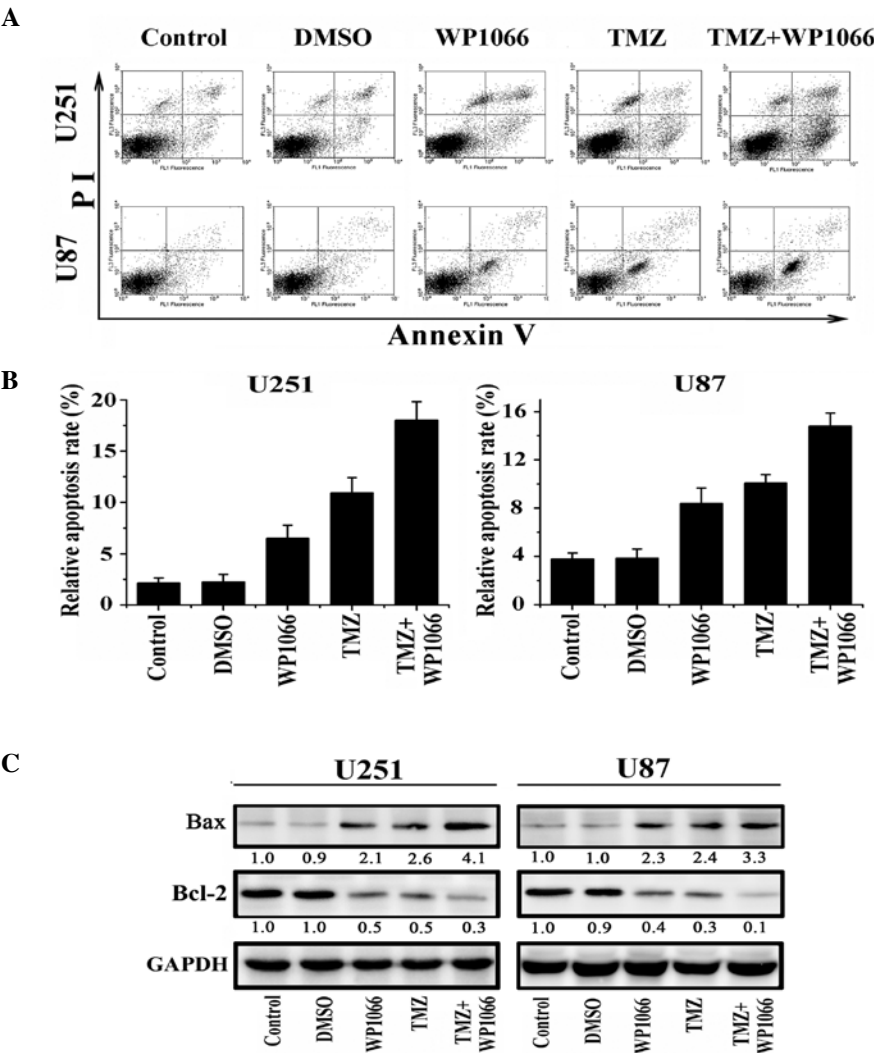 A
Control DMSO WP1066 TMZ TMZ+WP1066
U251
U87
PI
FL3 Fluorescence
FL1 Fluorescence
Annexin V
B
U251
Relative apoptosis rate (%)
20
15
10
5
0
Control
DMSO
WP1066
TMZ
TMZ+
WP1066
U87
Relative apoptosis rate (%)
16
12
8
4
0
Control
DMSO
WP1066
TMZ
TMZ+
WP1066
C
U251 U87
Bax
1.0 0.9 2.1 2.6 4.1 1.0 1.0 2.3 2.4 3.3
Bcl-2
1.0 1.0 0.5 0.5 0.3 1.0 0.9 0.4 0.3 0.1
GAPDH
Control
DMSO
WP1066
TMZ
TMZ+
WP1066
Control
DMSO
WP1066
TMZ
TMZ+
WP1066